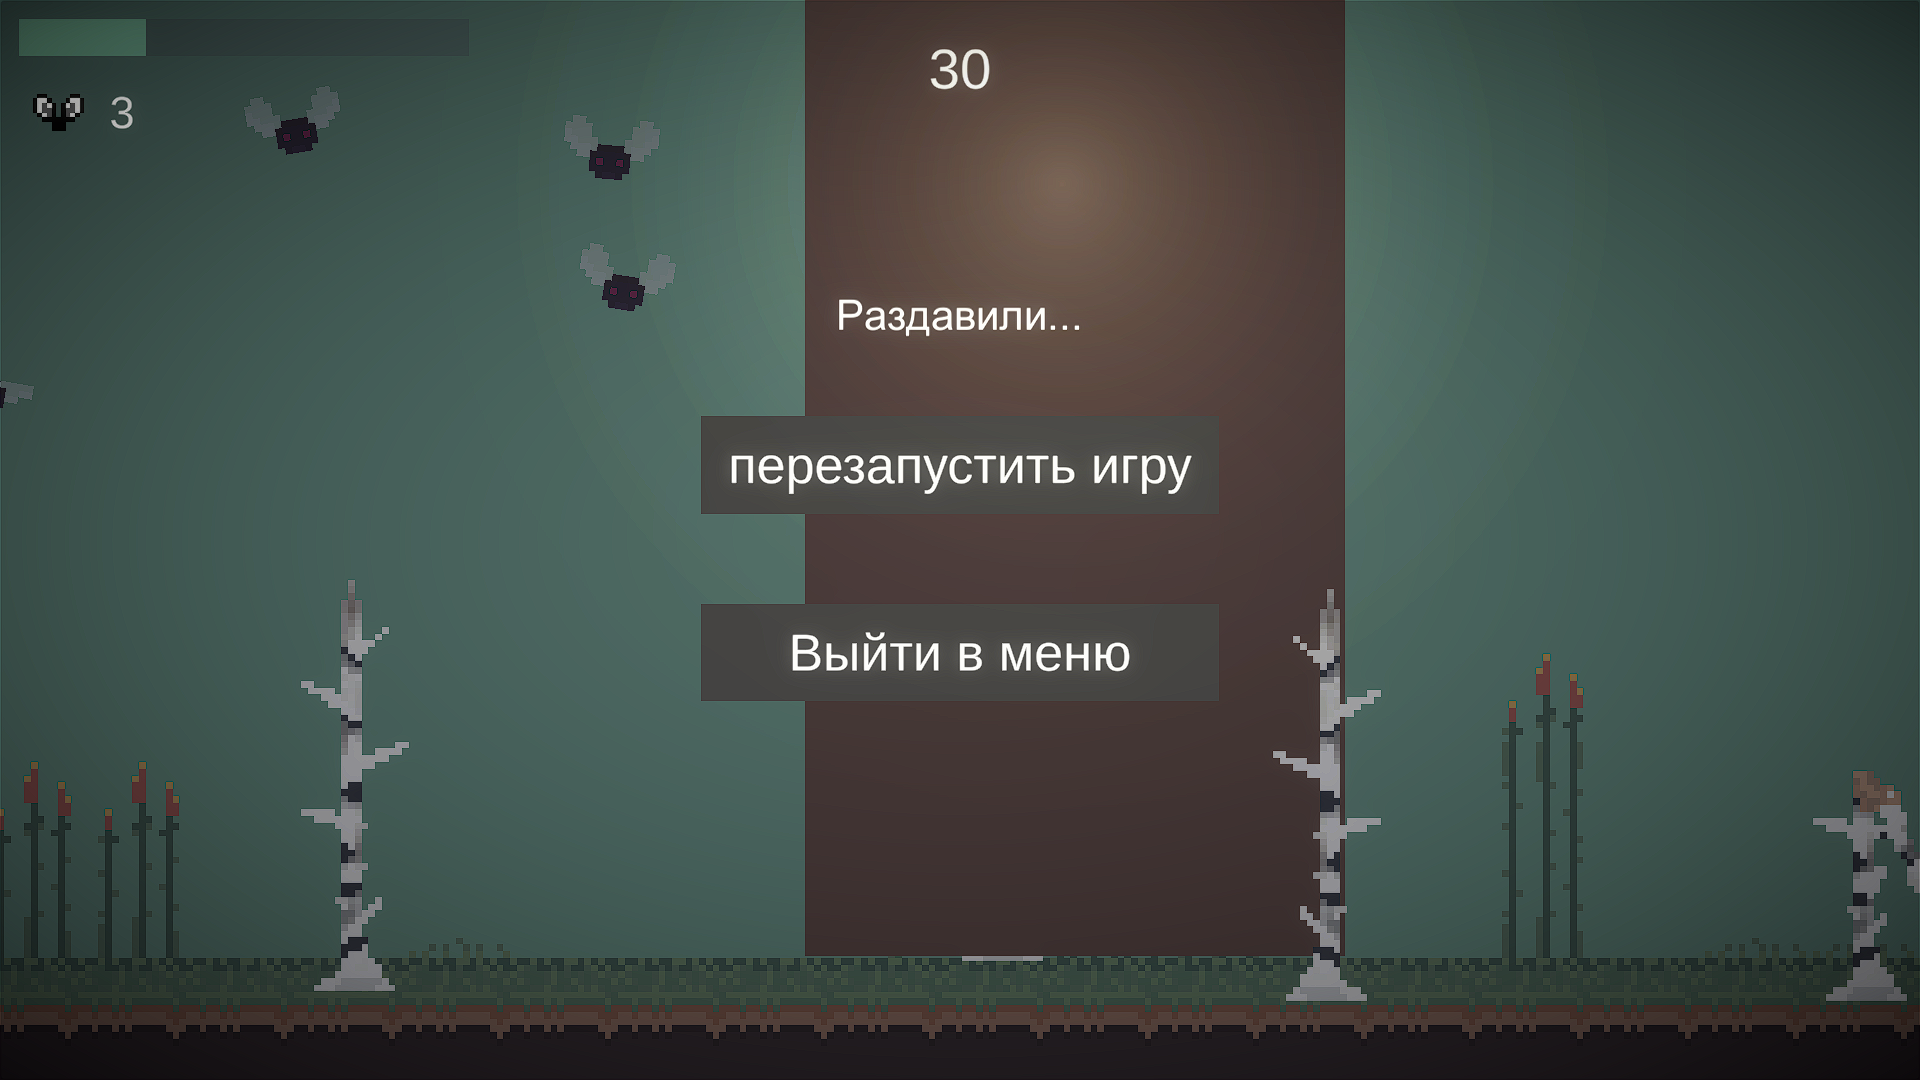 30
3
Раздавили...
перезапустить игру
Выйти в меню